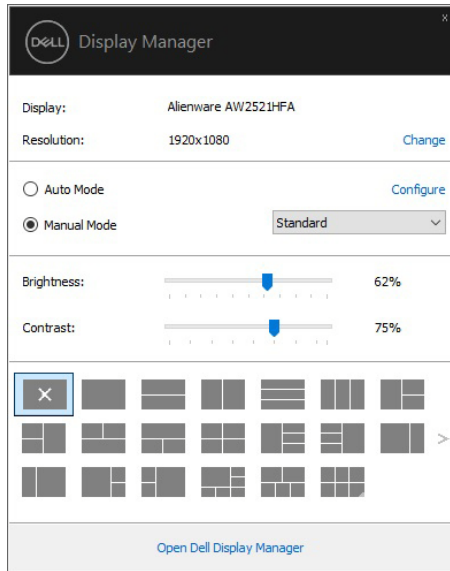 x
DELL Display Manager
Display: Alienware AW2521HFA
Resolution: 1920x1080 Change
Auto Mode Configure
Manual Mode Standard
Brightness: 62%
Contrast: 75%
Open Dell Display Manager